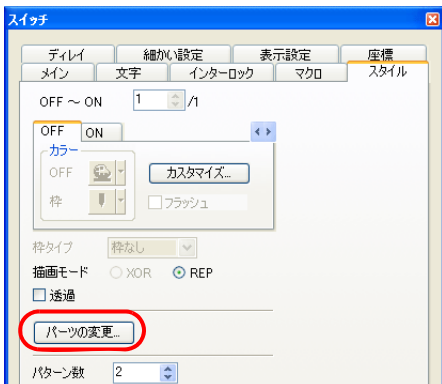 スイッチ
ディレイ 細かい設定 表示設定 座標
メイン 文字 インターロック マクロ スタイル
OFF ～ ON 1 /1
OFF ON
カラー
OFF カスタマイズ...
枠 フラッシュ
枠タイプ 枠なし
描画モード XOR REP
透過
パーツの変更...
パターン数 2